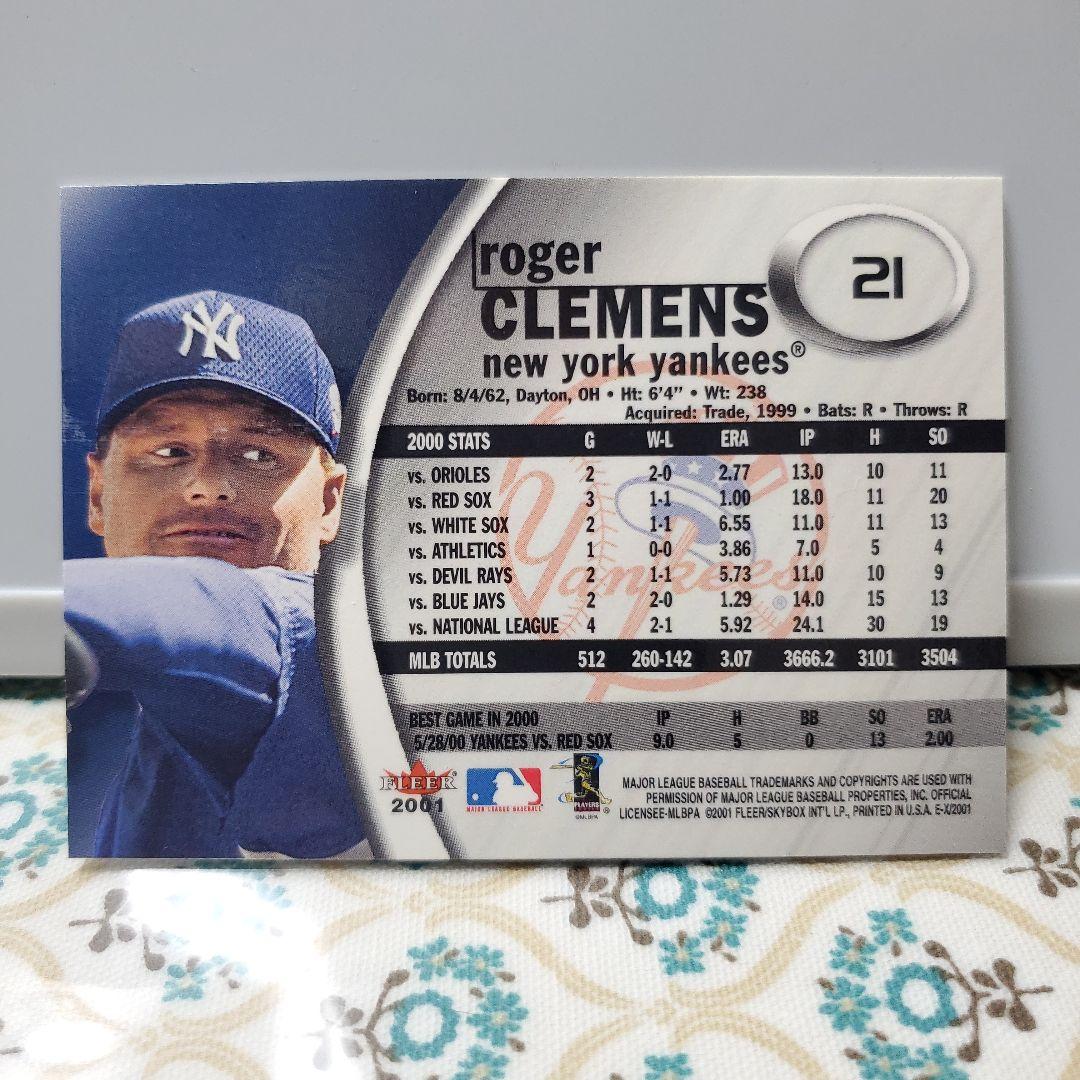 NY
roger
CLEMENS
new york yankees®
21
Born: 8/4/62, Dayton, OH • Ht: 6'4" • Wt: 238
Acquired: Trade, 1999 • Bats: R • Throws: R
2000 STATS G W-L ERA IP H SO
vs. ORIOLES 2 2-0 2.77 13.0 10 11
vs. RED SOX 3 1-1 1.00 18.0 11 20
vs. WHITE SOX 2 1-1 6.55 11.0 11 13
vs. ATHLETICS 1 0-0 3.86 7.0 5 4
vs. DEVIL RAYS 2 1-1 5.73 11.0 10 9
vs. BLUE JAYS 2 2-0 1.29 14.0 15 13
vs. NATIONAL LEAGUE 4 2-1 5.92 24.1 30 19
Yankees®
MLB TOTALS 512 260-142 3.07 3666.2 3101 3504
BEST GAME IN 2000 IP H BB SO ERA
5/28/00 YANKEES VS. RED SOX 9.0 5 0 13 2.00
FLEER
2001
MAJOR LEAGUE BASEBALL
PLAYERS
®
©MLBPA
MAJOR LEAGUE BASEBALL TRADEMARKS AND COPYRIGHTS ARE USED WITH
PERMISSION OF MAJOR LEAGUE BASEBALL PROPERTIES, INC. OFFICIAL
LICENSEE-MLBPA ©2001 FLEER/SKYBOX INT'L LP., PRINTED IN U.S.A. E-X/2001